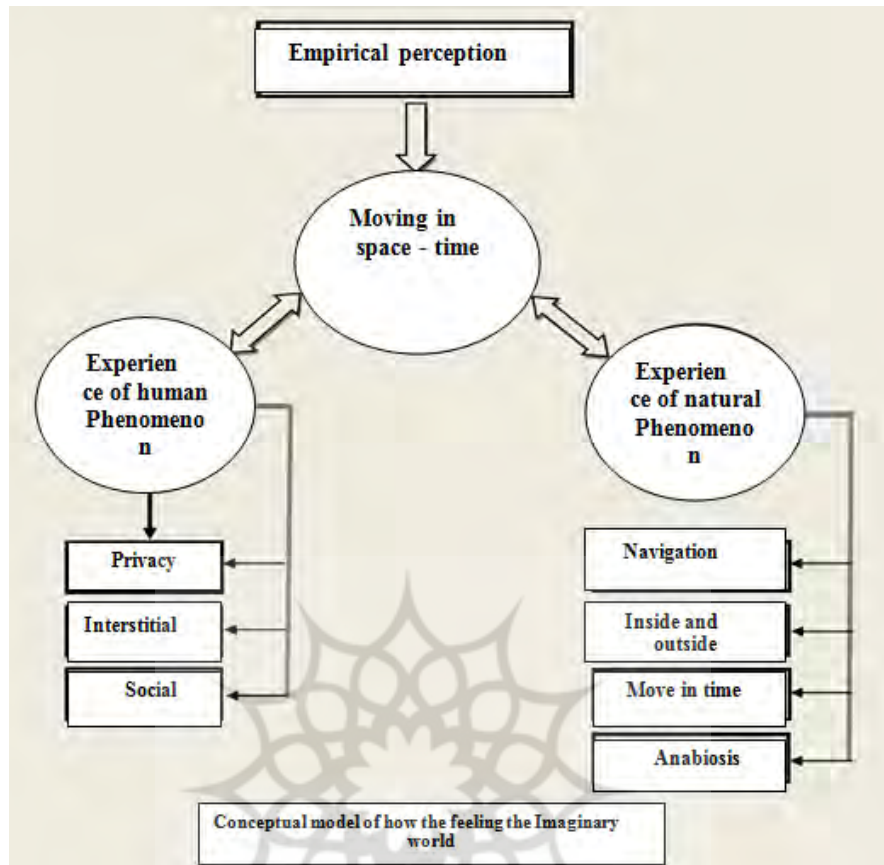 Empirical perception
Moving in
space - time
Experien
ce of human
Phenomeno
n
Experien
ce of natural
Phenomeno
n
Privacy
Interstitial
Social
Navigation
Inside and
outside
Move in time
Anabiosis
Conceptual model of how the feeling the Imaginary
world